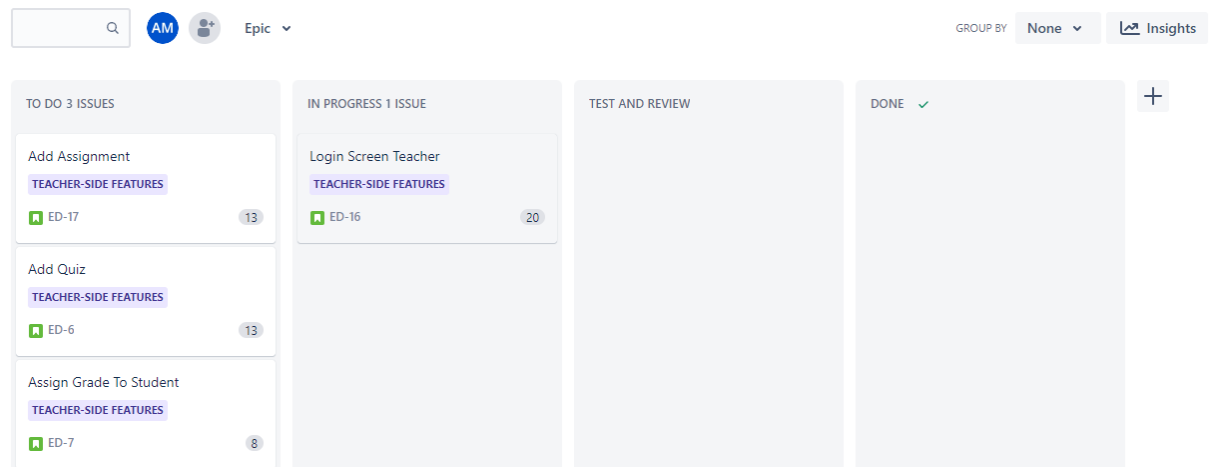 AM
Epic
GROUP BY
None
Insights
TO DO 3 ISSUES
Add Assignment
TEACHER-SIDE FEATURES
ED-17
13
Add Quiz
TEACHER-SIDE FEATURES
ED-6
13
Assign Grade To Student
TEACHER-SIDE FEATURES
ED-7
8
IN PROGRESS 1 ISSUE
Login Screen Teacher
TEACHER-SIDE FEATURES
ED-16
20
TEST AND REVIEW
DONE